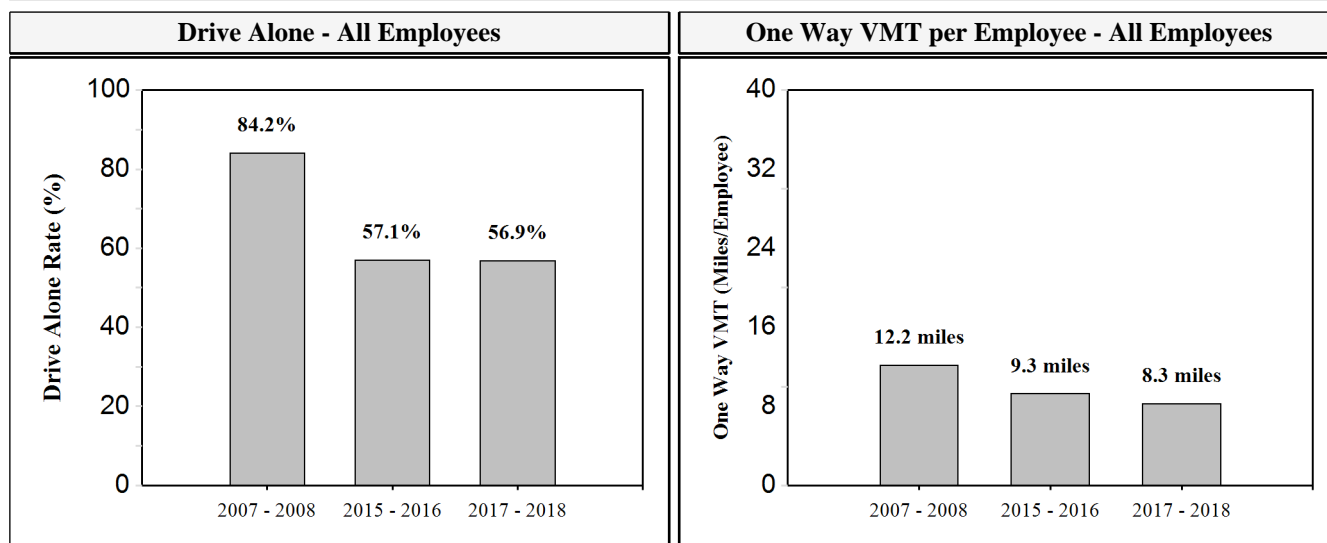 Drive Alone - All Employees
One Way VMT per Employee - All Employees
Drive Alone Rate (%)
100
80
60
40
20
0
84.2%
57.1%
56.9%
2007 - 2008
2015 - 2016
2017 - 2018
One Way VMT (Miles/Employee)
40
32
24
16
8
0
12.2 miles
9.3 miles
8.3 miles
2007 - 2008
2015 - 2016
2017 - 2018